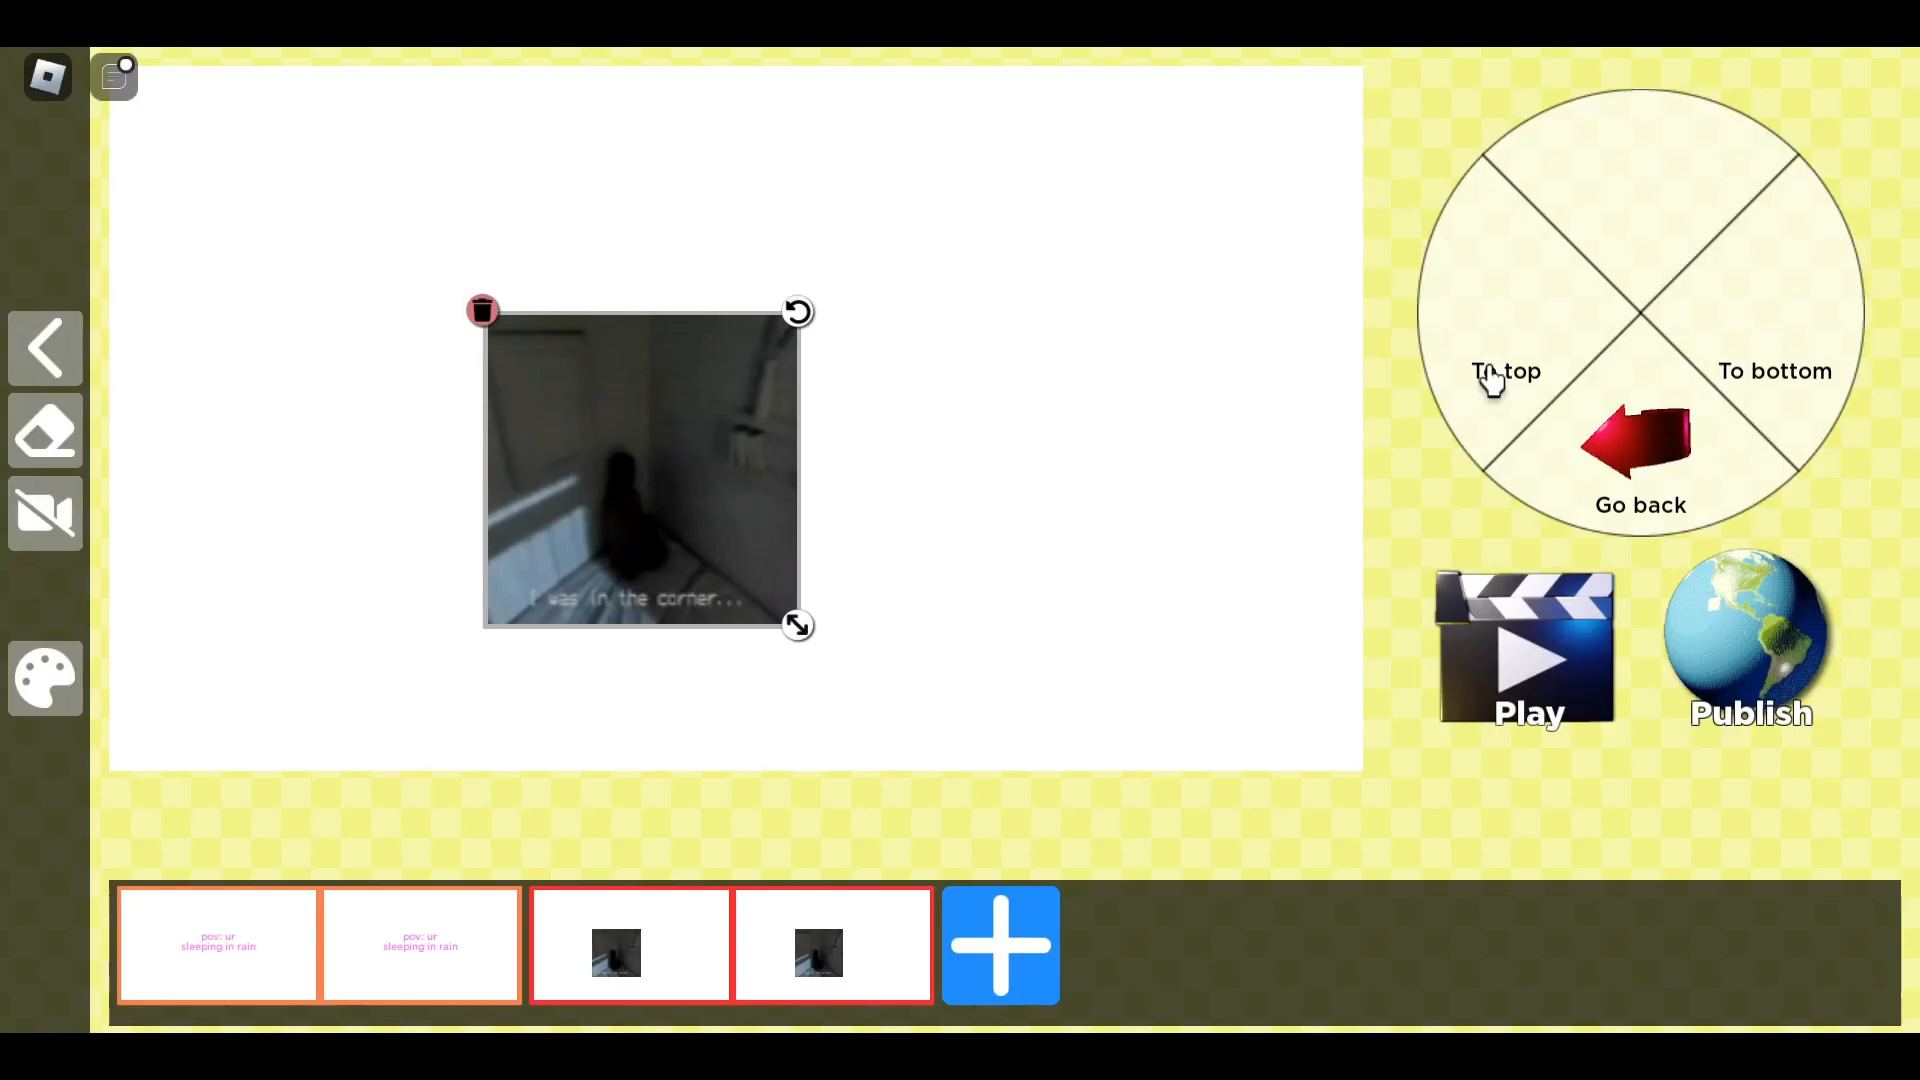 To top
To bottom
Go back
I was in the corner...
Play
Publish
pov: ur
sleeping in rain
pov: ur
sleeping in rain